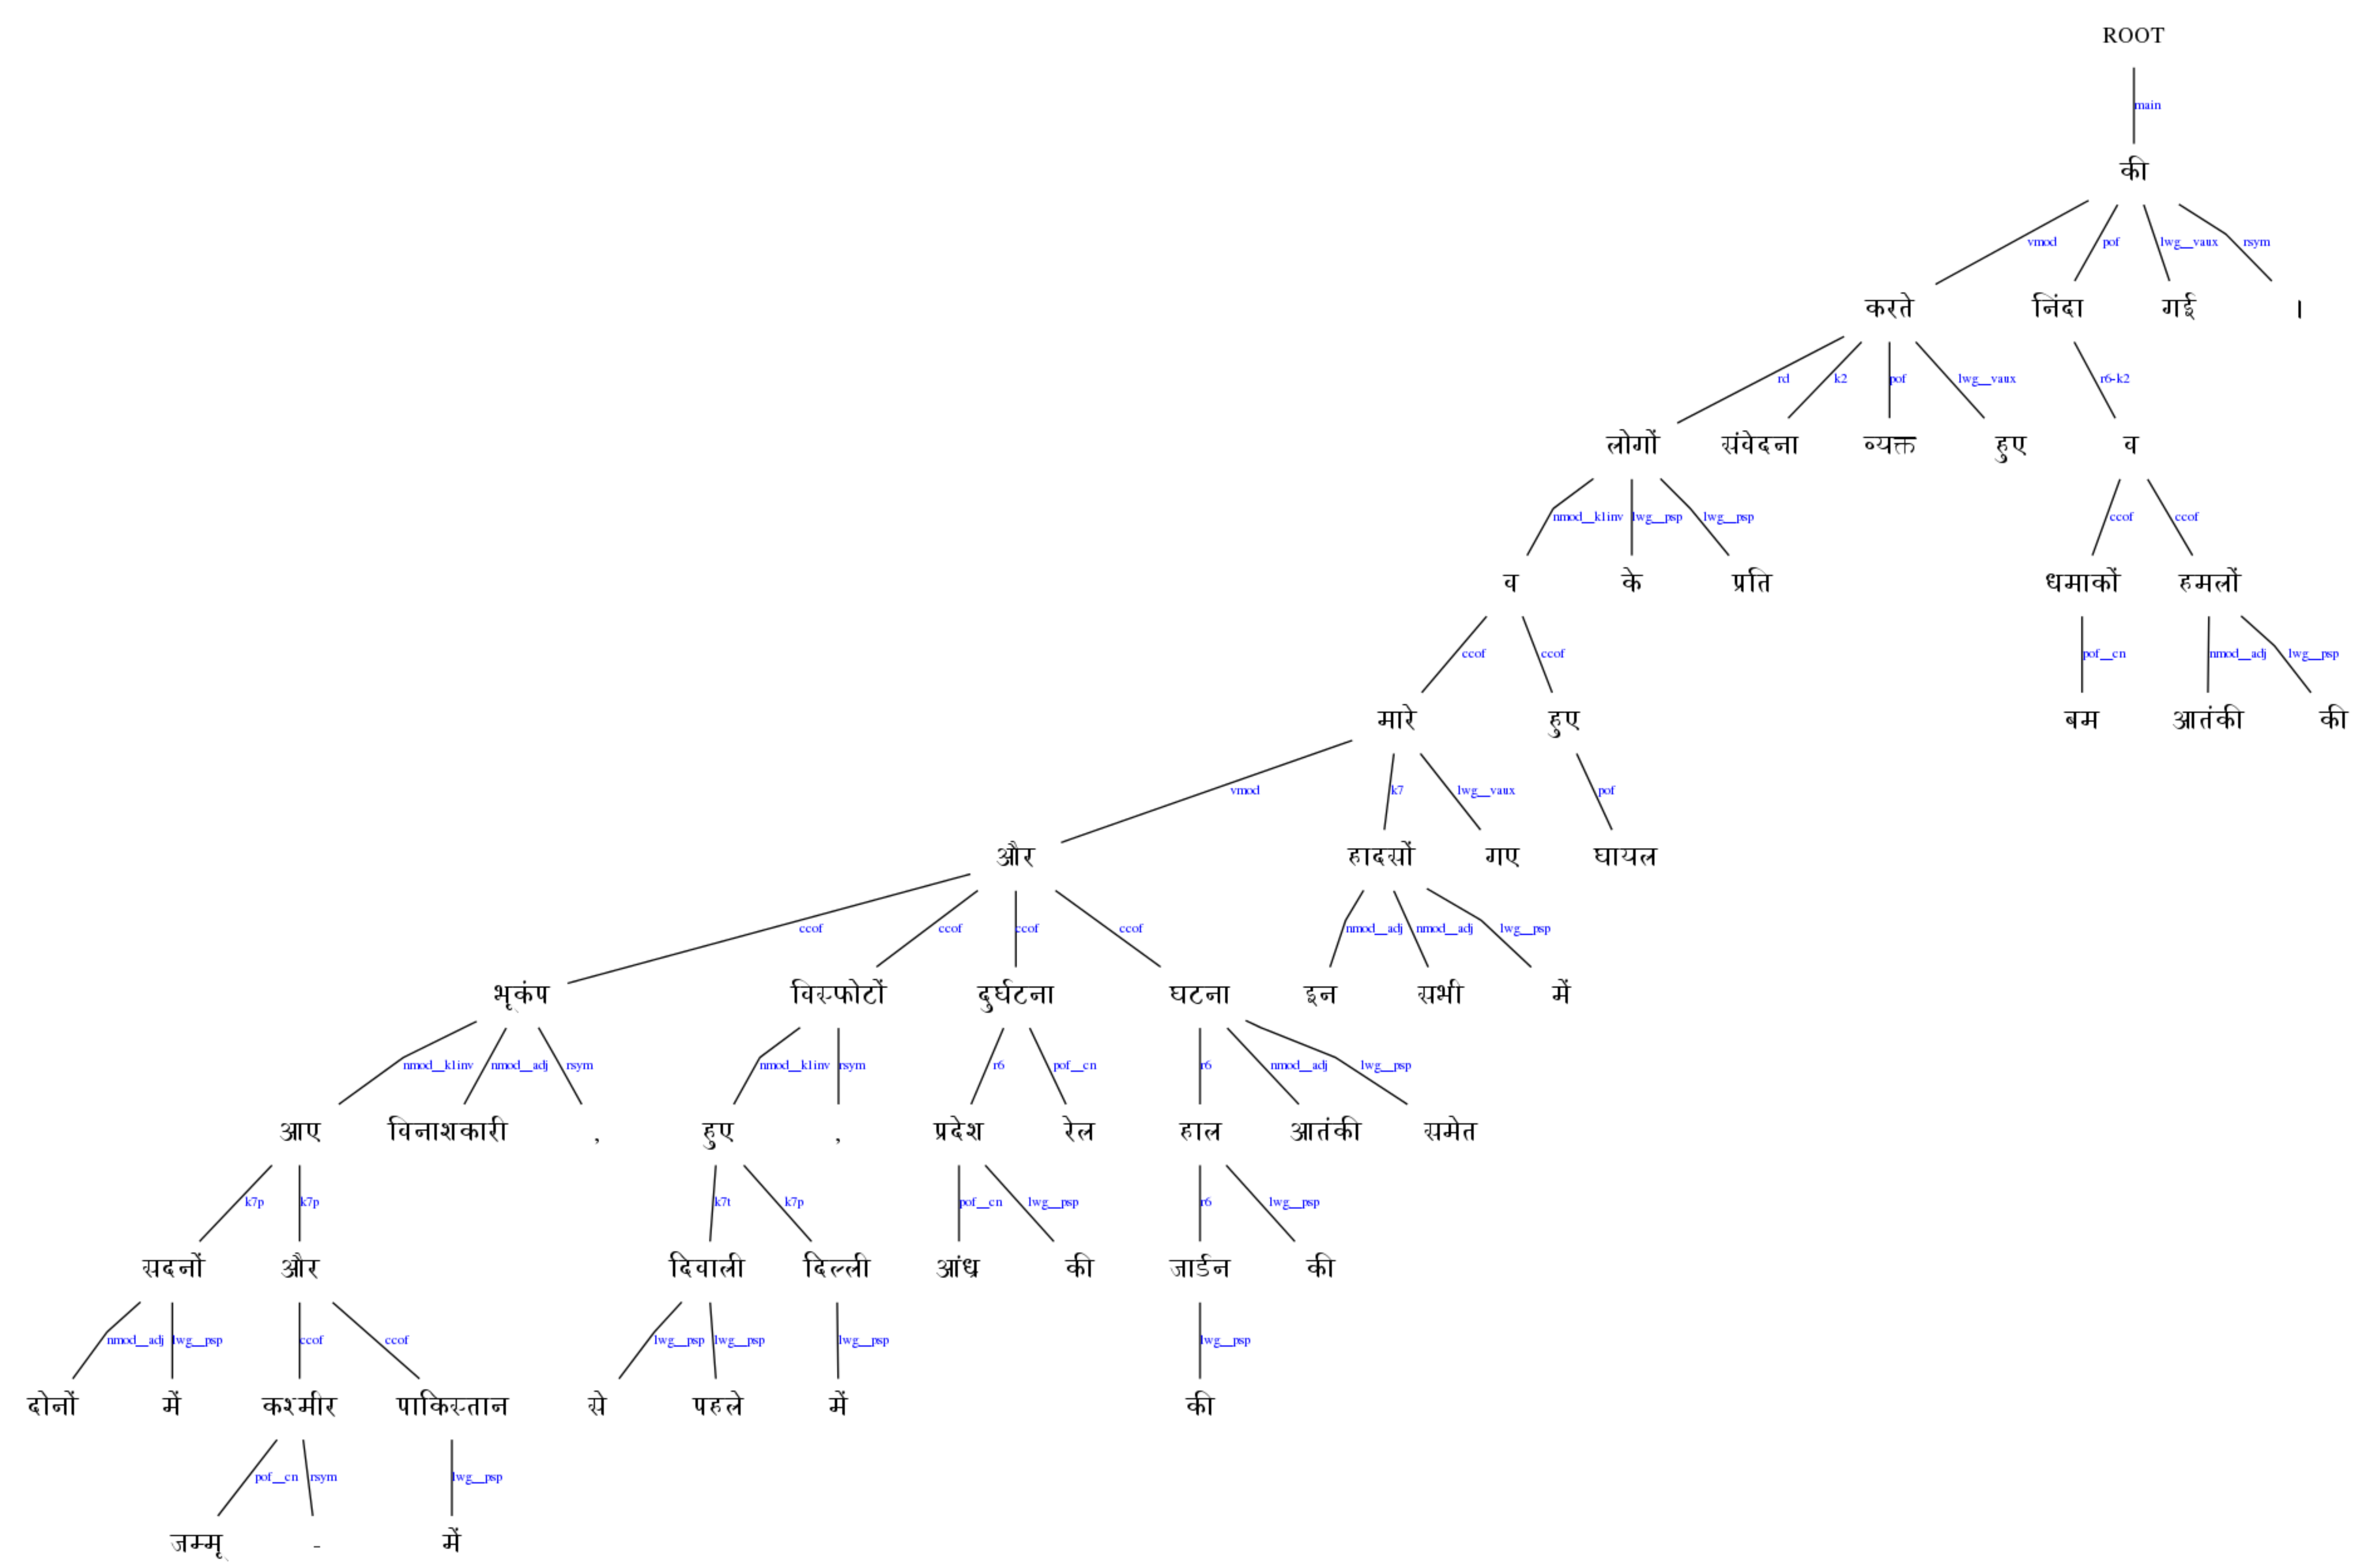 ROOT
main
की
vmod pof lwg__vaux rsym
करते निंदा गई ।
rd k2 pof lwg__vaux r6-k2
लोगों संवेदना व्यक्त हुए व
nmod__k1inv lwg__psp lwg__psp ccof ccof
व के प्रति धमाकों हमलों
ccof ccof pof__cn nmod__adj lwg__psp
मारे हुए बम आतंकी की
vmod k7 lwg__vaux pof
और हादसों गए घायल
ccof ccof ccof ccof nmod__adj nmod__adj lwg__psp
भूकंप विस्फोटों दुर्घटना घटना इन सभी में
nmod__k1inv nmod__adj rsym nmod__k1inv rsym r6 pof__cn r6 nmod__adj lwg__psp
आए विनाशकारी , हुए , प्रदेश रेल हाल आतंकी समेत
k7p k7p k7t k7p pof__cn lwg__psp r6 lwg__psp
सदनों और दिवाली दिल्ली आंध्र की जार्डन की
nmod__adj lwg__psp ccof ccof lwg__psp lwg__psp lwg__psp lwg__psp
दोनों में कश्मीर पाकिस्तान से पहले में की
pof__cn rsym lwg__psp
जम्मू - में